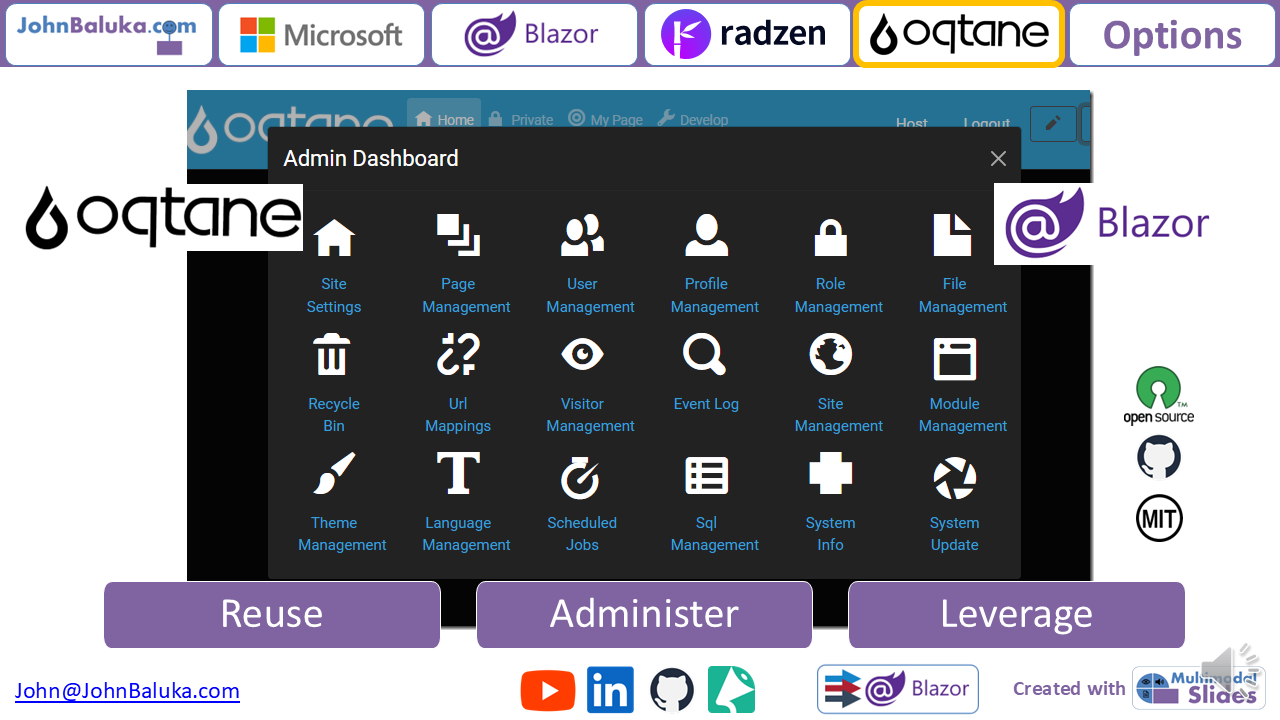 JohnBaluka.com
Microsoft
Blazor
radzen
oqtane
Options
oqtane
Home
Private
My Page
Develop
Host
Logout
Admin Dashboard
oqtane
Blazor
Site
Settings
Page
Management
User
Management
Profile
Management
Role
Management
File
Management
Recycle
Bin
Url
Mappings
Visitor
Management
Event Log
Site
Management
Module
Management
Theme
Management
Language
Management
Scheduled
Jobs
Sql
Management
System
Info
System
Update
open source
TM
MIT
Reuse
Administer
Leverage
John@JohnBaluka.com
Blazor
Created with
Multimodal
Slides